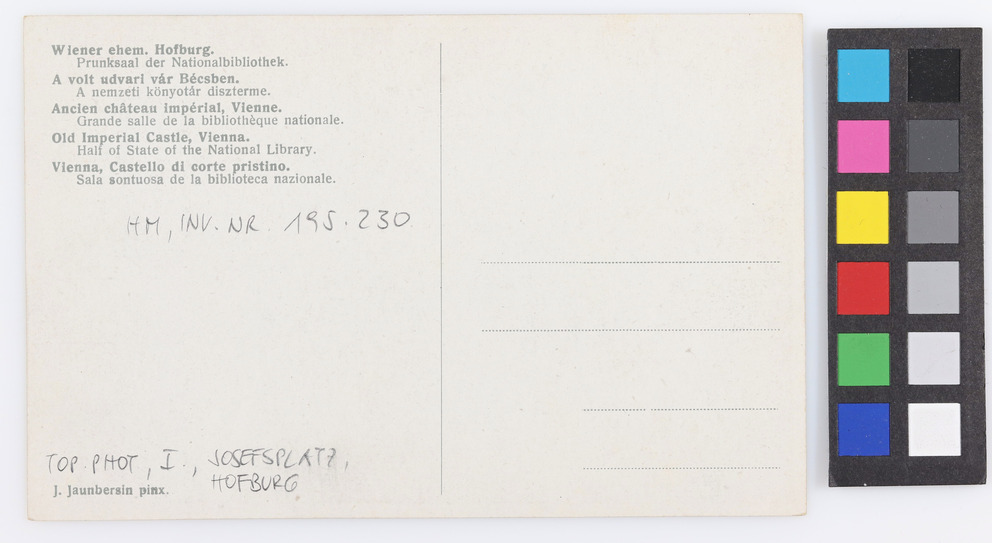 Wiener ehem. Hofburg.
Prunksaal der Nationalbibliothek.
A volt udvari vár Bécsben.
A nemzeti könyotár diszterme.
Ancien château impérial, Vienne.
Grande salle de la bibliothèque nationale.
Old Imperial Castle, Vienna.
Half of State of the National Library.
Vienna, Castello di corte pristino.
Sala sontuosa de la biblioteca nazionale.
HM, INV. NR. 195.230
TOP. PHOT, I., JOSEFSPLATZ,
HOFBURG
J. Jaunbersin pinx.